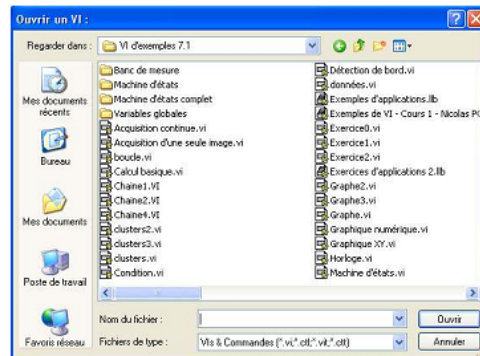 Ouvrir un VI :
Regarder dans : VI d'exemples 7.1
Mes documents récents
Bureau
Mes documents
Poste de travail
Favoris réseau
Banc de mesure
Machine d'états
Machine d'états complet
Variables globales
Acquisition continue.vi
Acquisition d'une seule image.vi
boucle.vi
Calcul basique.vi
Chaine1.VI
Chaine2.VI
Chaine4.VI
clusters2.vi
clusters3.vi
clusters.vi
Condition.vi
Détection de bord.vi
données.vi
Exemples d'applications.llb
Exemples de VI - Cours 1 - Nicolas PO
Exercice0.vi
Exercice1.vi
Exercice2.vi
Exercices d'applications 2.llb
Graphe2.vi
Graphe3.vi
Graphe.vi
Graphique numérique.vi
Graphique XY.vi
Horloge.vi
Machine d'états.vi
Nom du fichier :
Ouvrir
Fichiers de type : VIs & Commandes (*.vi;*.ctl;*.vit;*.ctt)
Annuler